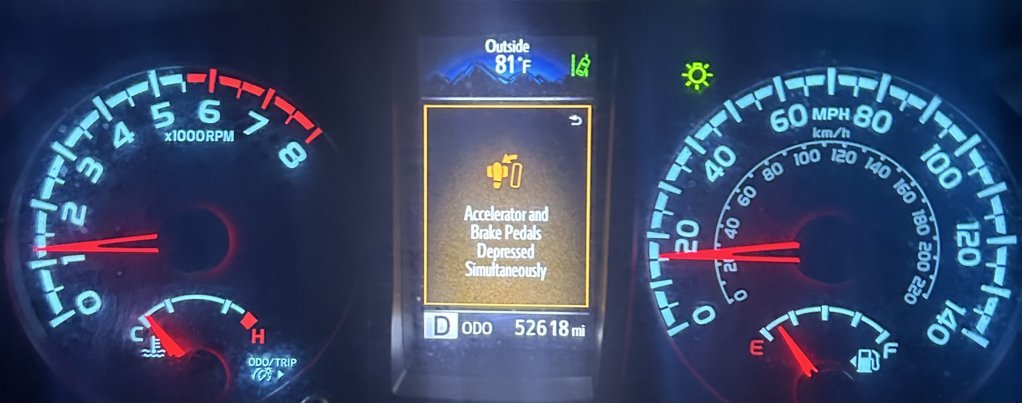 Outside
81°F
0 1 2 3 4 5 6 7 8
x1000RPM
C H
ODO/TRIP
Accelerator and
Brake Pedals
Depressed
Simultaneously
D ODO 52618 mi
0 20 40 60 80 100 120 140
MPH
km/h
0 20 40 60 80 100 120 140 160 180 200 220
E F